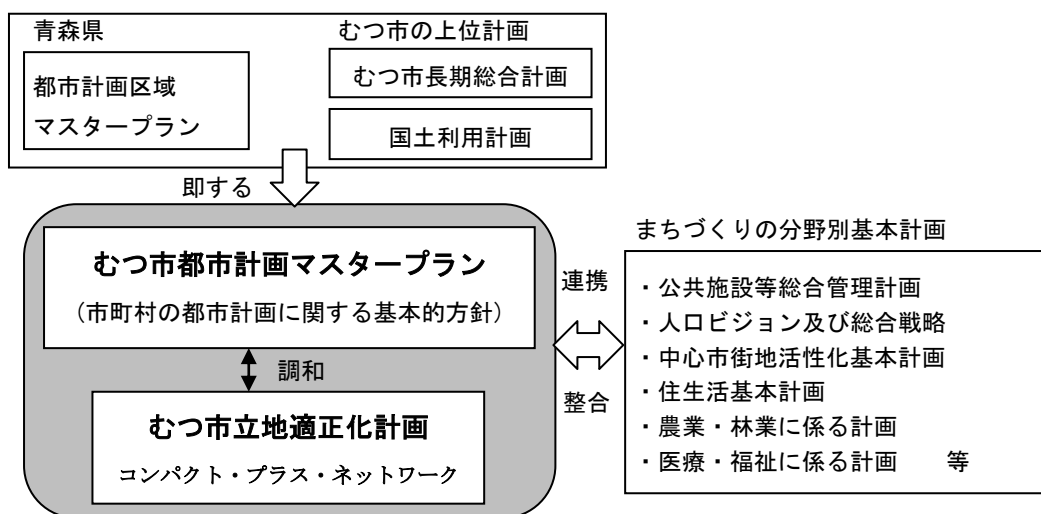 青森県
都市計画区域
マスタープラン
むつ市の上位計画
むつ市長期総合計画
国土利用計画
即する
むつ市都市計画マスタープラン
（市町村の都市計画に関する基本的方針）
調和
むつ市立地適正化計画
コンパクト・プラス・ネットワーク
連携
整合
まちづくりの分野別基本計画
・公共施設等総合管理計画
・人口ビジョン及び総合戦略
・中心市街地活性化基本計画
・住生活基本計画
・農業・林業に係る計画
・医療・福祉に係る計画　　等